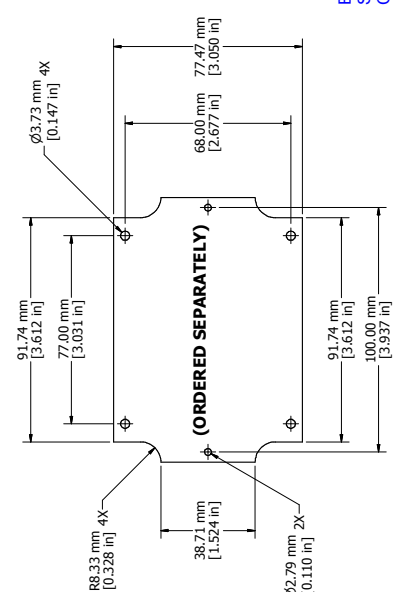 Ø3.73 mm 4X
[0.147 in]
77.47 mm
[3.050 in]
68.00 mm
[2.677 in]
91.74 mm
[3.612 in]
77.00 mm
[3.031 in]
(ORDERED SEPARATELY)
91.74 mm
[3.612 in]
100.00 mm
[3.937 in]
R8.33 mm 4X
[0.328 in]
38.71 mm
[1.524 in]
Ø2.79 mm 2X
[0.110 in]